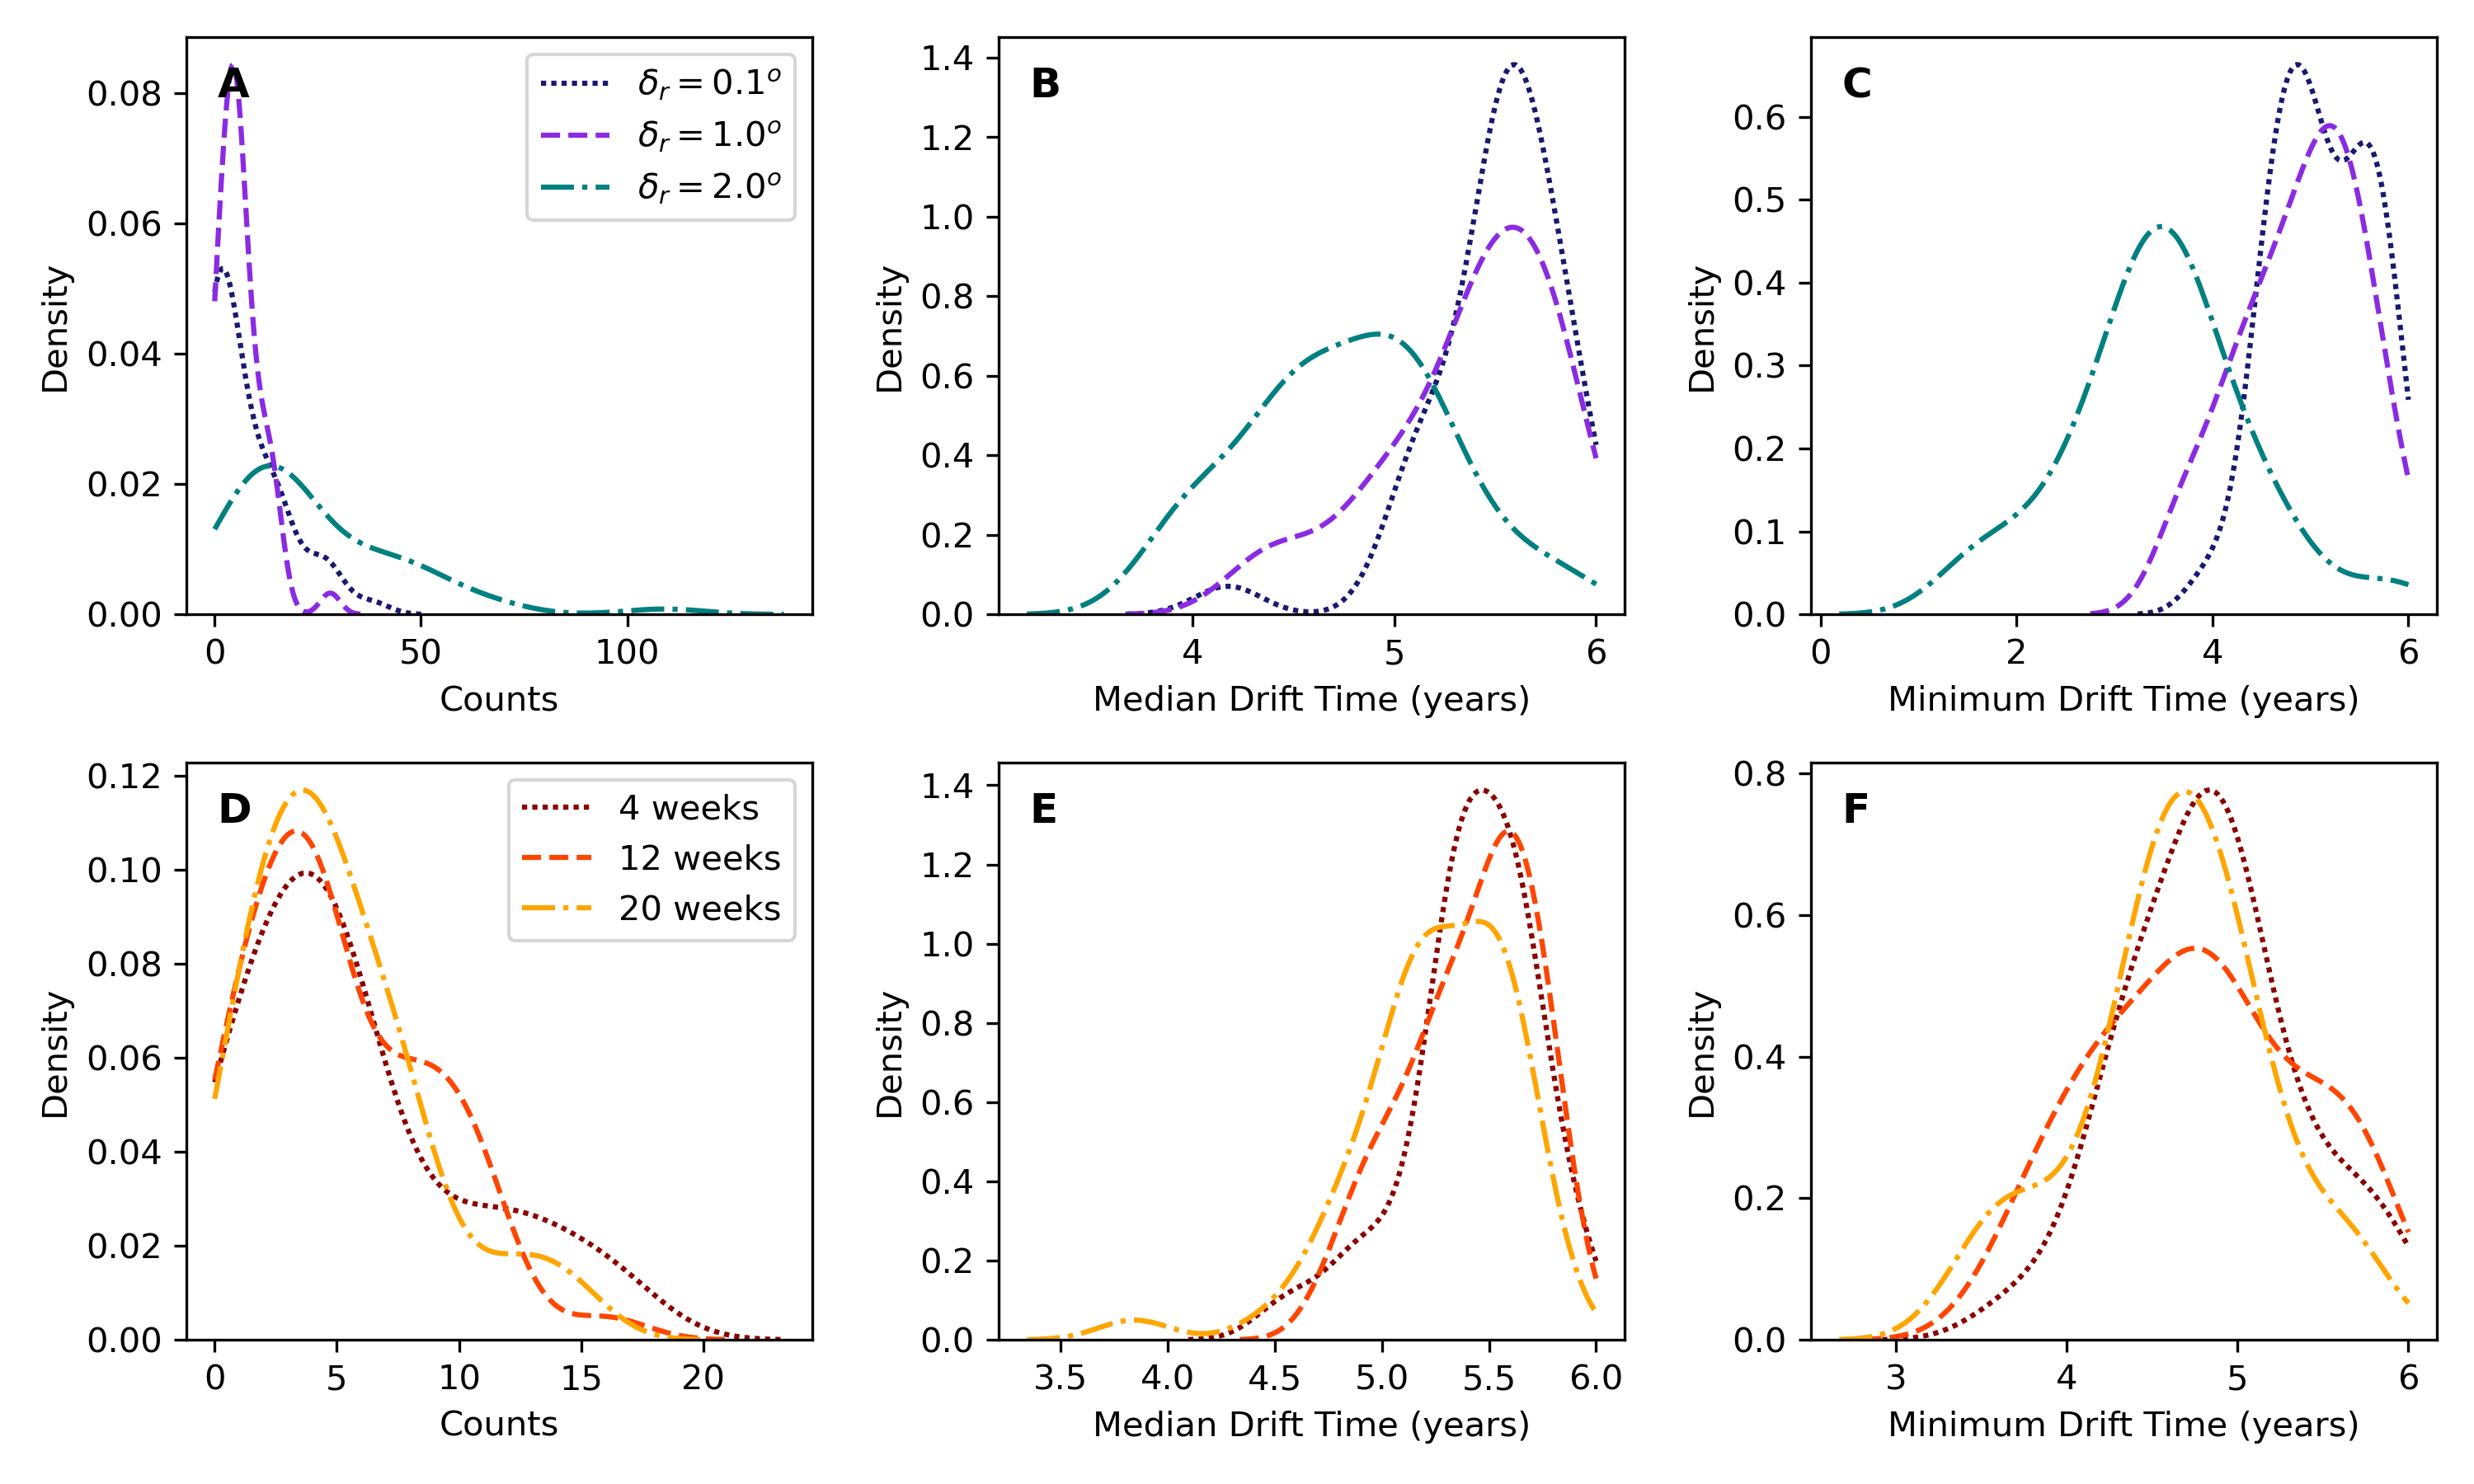 A
δr = 0.1°
δr = 1.0°
δr = 2.0°
Density
0.08
0.06
0.04
0.02
0.00
0 50 100
Counts
B
Density
1.4
1.2
1.0
0.8
0.6
0.4
0.2
0.0
4 5 6
Median Drift Time (years)
C
Density
0.6
0.5
0.4
0.3
0.2
0.1
0.0
0 2 4 6
Minimum Drift Time (years)
D
4 weeks
12 weeks
20 weeks
Density
0.12
0.10
0.08
0.06
0.04
0.02
0.00
0 5 10 15 20
Counts
E
Density
1.4
1.2
1.0
0.8
0.6
0.4
0.2
0.0
3.5 4.0 4.5 5.0 5.5 6.0
Median Drift Time (years)
F
Density
0.8
0.6
0.4
0.2
0.0
3 4 5 6
Minimum Drift Time (years)